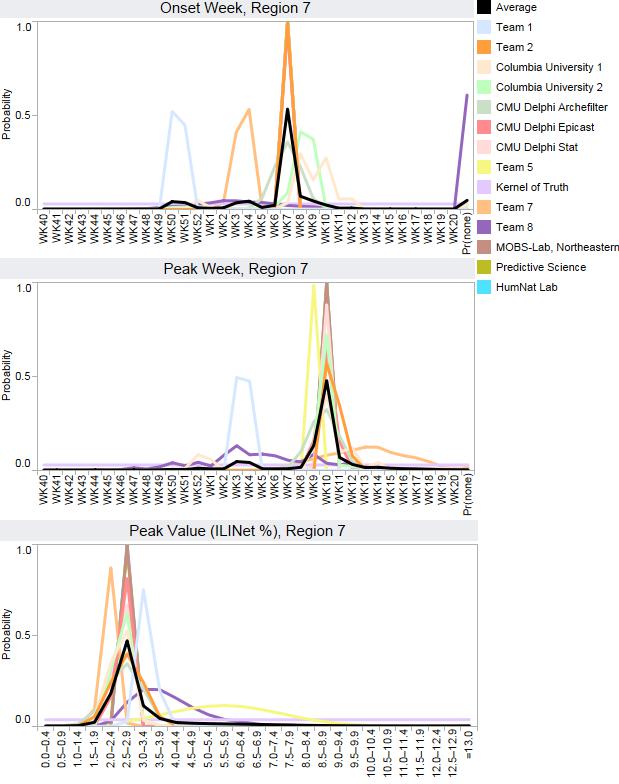 Onset Week, Region 7
1.0
0.5
0.0
Probability
WK40
WK41
WK42
WK43
WK44
WK45
WK46
WK47
WK48
WK49
WK50
WK51
WK52
WK1
WK2
WK3
WK4
WK5
WK6
WK7
WK8
WK9
WK10
WK11
WK12
WK13
WK14
WK15
WK16
WK17
WK18
WK19
WK20
Pr(none)
Average
Team 1
Team 2
Columbia University 1
Columbia University 2
CMU Delphi Archefilter
CMU Delphi Epicast
CMU Delphi Stat
Team 5
Kernel of Truth
Team 7
Team 8
MOBS-Lab, Northeastern
Predictive Science
HumNat Lab
Peak Week, Region 7
1.0
0.5
0.0
Probability
WK40
WK41
WK42
WK43
WK44
WK45
WK46
WK47
WK48
WK49
WK50
WK51
WK52
WK1
WK2
WK3
WK4
WK5
WK6
WK7
WK8
WK9
WK10
WK11
WK12
WK13
WK14
WK15
WK16
WK17
WK18
WK19
WK20
Pr(none)
Peak Value (ILINet %), Region 7
1.0
0.5
0.0
Probability
0.0–0.4
0.5–0.9
1.0–1.4
1.5–1.9
2.0–2.4
2.5–2.9
3.0–3.4
3.5–3.9
4.0–4.4
4.5–4.9
5.0–5.4
5.5–5.9
6.0–6.4
6.5–6.9
7.0–7.4
7.5–7.9
8.0–8.4
8.5–8.9
9.0–9.4
9.5–9.9
10.0–10.4
10.5–10.9
11.0–11.4
11.5–11.9
12.0–12.4
12.5–12.9
=13.0